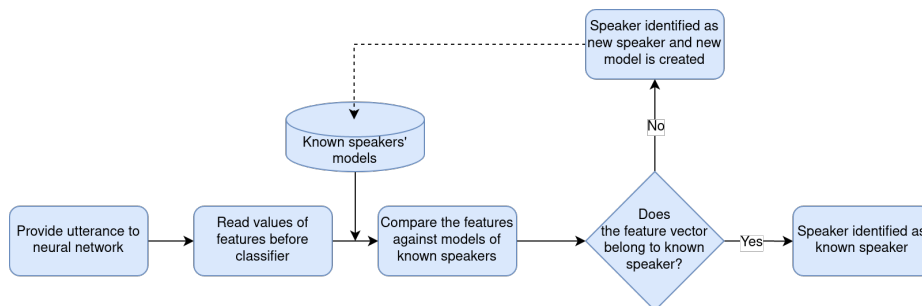 Speaker identified as
new speaker and new
model is created
No
Known speakers'
models
Provide utterance to
neural network
Read values of
features before
classifier
Compare the features
against models of
known speakers
Does
the feature vector
belong to known
speaker?
Yes
Speaker identified as
known speaker